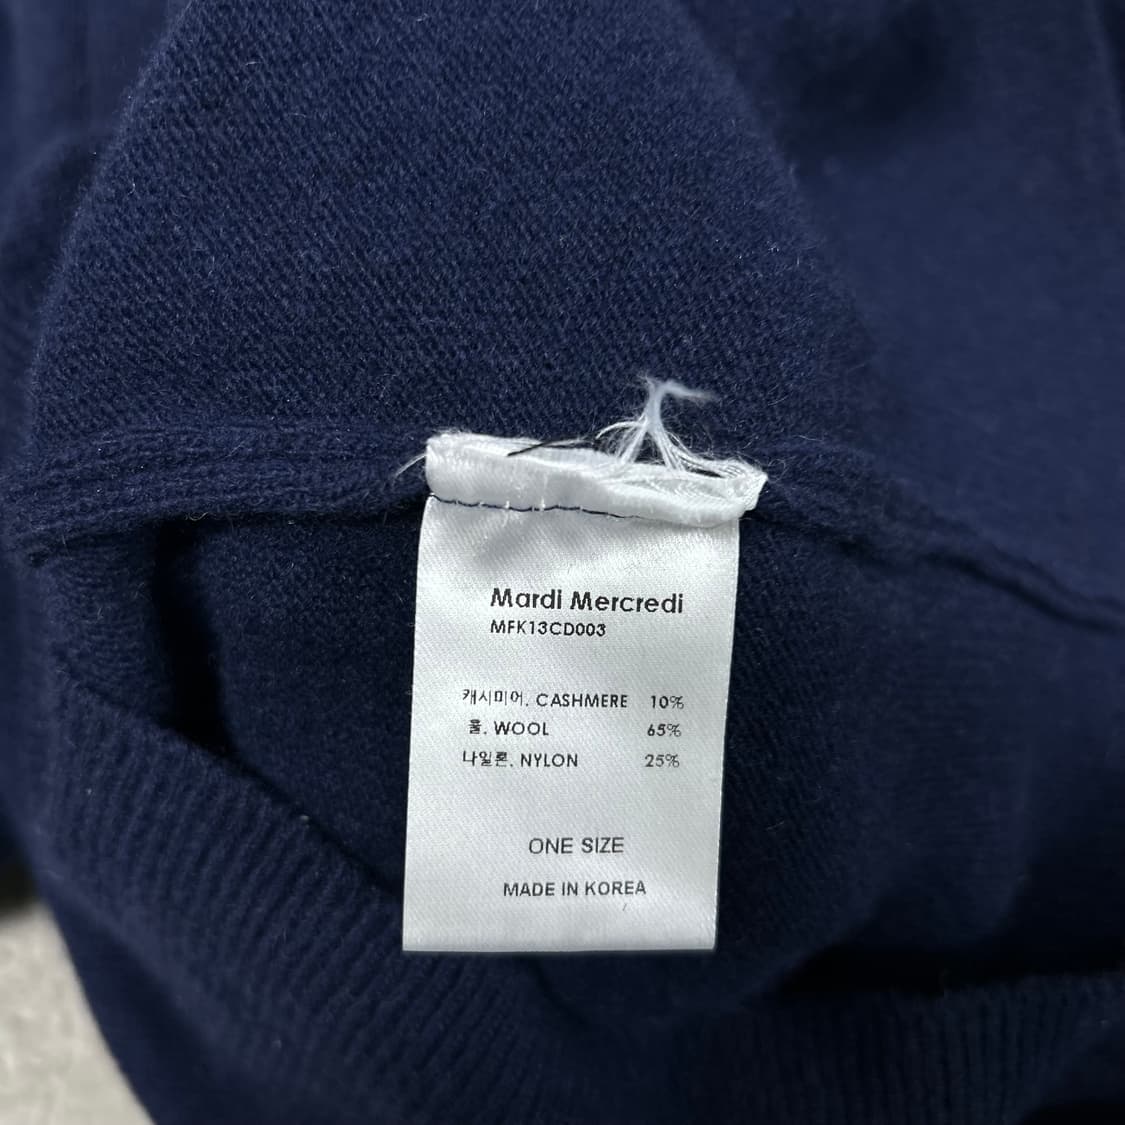 Mardi Mercredi
MFK13CD003
캐시미어. CASHMERE 10%
울. WOOL 65%
나일론. NYLON 25%
ONE SIZE
MADE IN KOREA